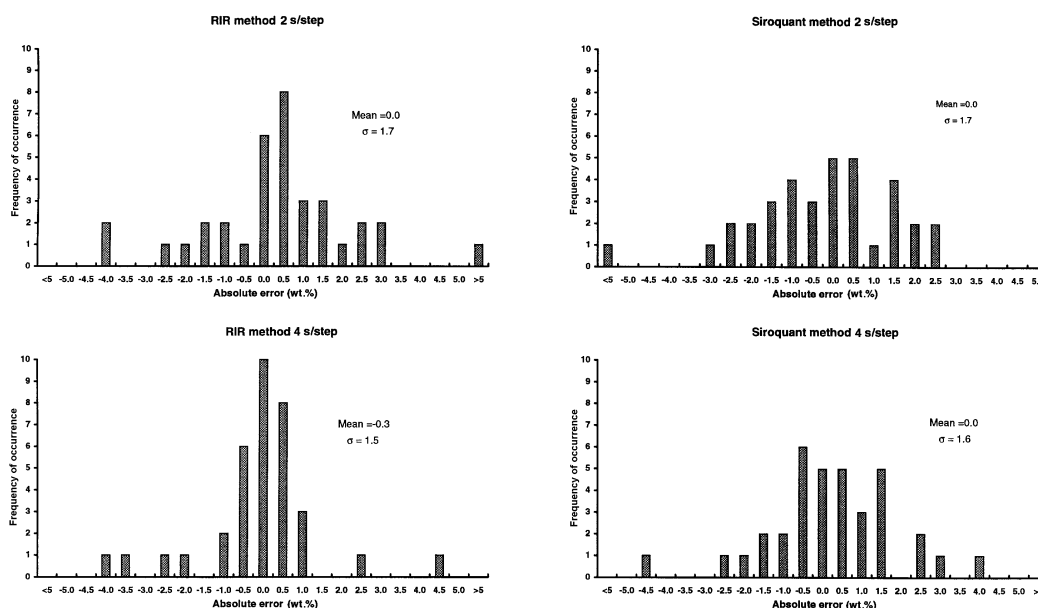 RIR method 2 s/step
10
9
8
7
6
5
4
3
2
1
0
Frequency of occurrence
Mean =0.0
σ = 1.7
<5 -5.0 -4.5 -4.0 -3.5 -3.0 -2.5 -2.0 -1.5 -1.0 -0.5 0.0 0.5 1.0 1.5 2.0 2.5 3.0 3.5 4.0 4.5 5.0 >5
Absolute error (wt.%)
Siroquant method 2 s/step
10
9
8
7
6
5
4
3
2
1
0
Frequency of occurrence
Mean =0.0
σ = 1.7
<5 -5.0 -4.5 -4.0 -3.5 -3.0 -2.5 -2.0 -1.5 -1.0 -0.5 0.0 0.5 1.0 1.5 2.0 2.5 3.0 3.0 3.5 4.0 4.5 5.
Absolute error (wt.%)
RIR method 4 s/step
10
9
8
7
6
5
4
3
2
1
0
Frequency of occurrence
Mean =-0.3
σ = 1.5
<5 -5.0 -4.5 -4.0 -3.5 -3.0 -2.5 -2.0 -1.5 -1.0 -0.5 0.0 0.5 1.0 1.5 2.0 2.5 3.0 3.5 4.0 4.5 5.0 >5
Absolute error (wt.%)
Siroquant method 4 s/step
10
9
8
7
6
5
4
3
2
1
0
Frequency of occurrence
Mean =0.0
σ = 1.6
<5 -5.0 -4.5 -4.0 -3.5 -3.0 -2.5 -2.0 -1.5 -1.0 -0.5 0.0 0.5 1.0 1.5 2.0 2.5 3.0 3.5 4.0 4.5 5.0 >
Absolute error (wt.%)